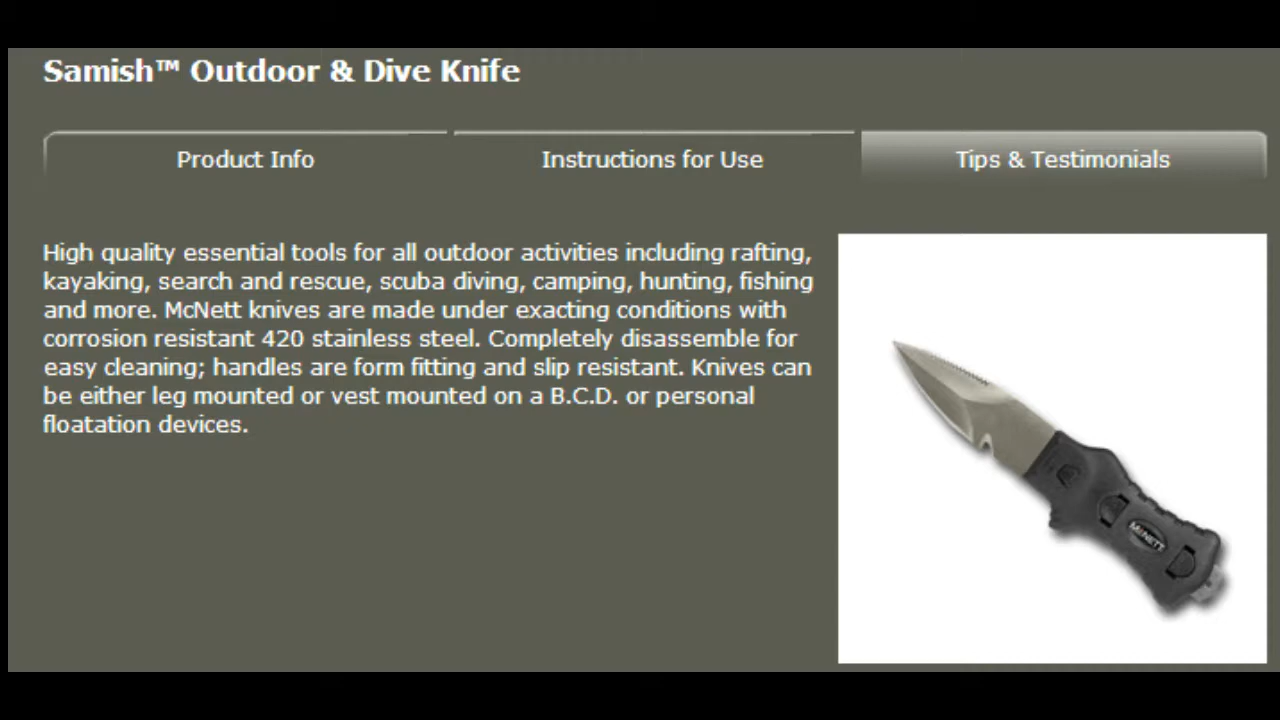 Samish™ Outdoor & Dive Knife
Product Info
Instructions for Use
Tips & Testimonials
High quality essential tools for all outdoor activities including rafting,
kayaking, search and rescue, scuba diving, camping, hunting, fishing
and more. McNett knives are made under exacting conditions with
corrosion resistant 420 stainless steel. Completely disassemble for
easy cleaning; handles are form fitting and slip resistant. Knives can
be either leg mounted or vest mounted on a B.C.D. or personal
floatation devices.
McNETT